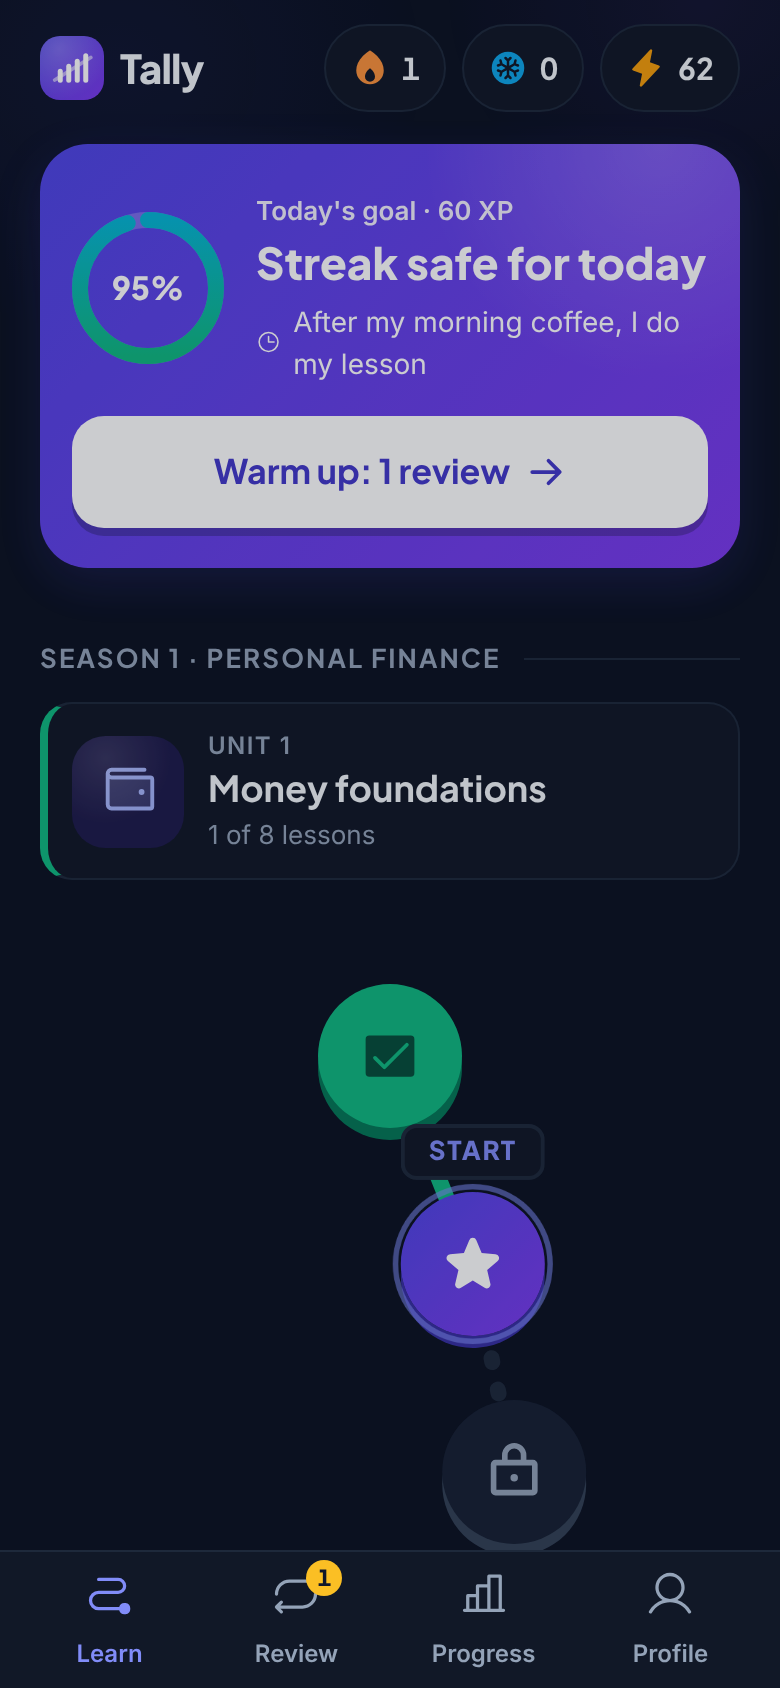 Tally
1
0
62
Today's goal · 60 XP
95%
Streak safe for today
After my morning coffee, I do
my lesson
Warm up: 1 review
SEASON 1 · PERSONAL FINANCE
UNIT 1
Money foundations
1 of 8 lessons
START
1
Learn
Review
Progress
Profile